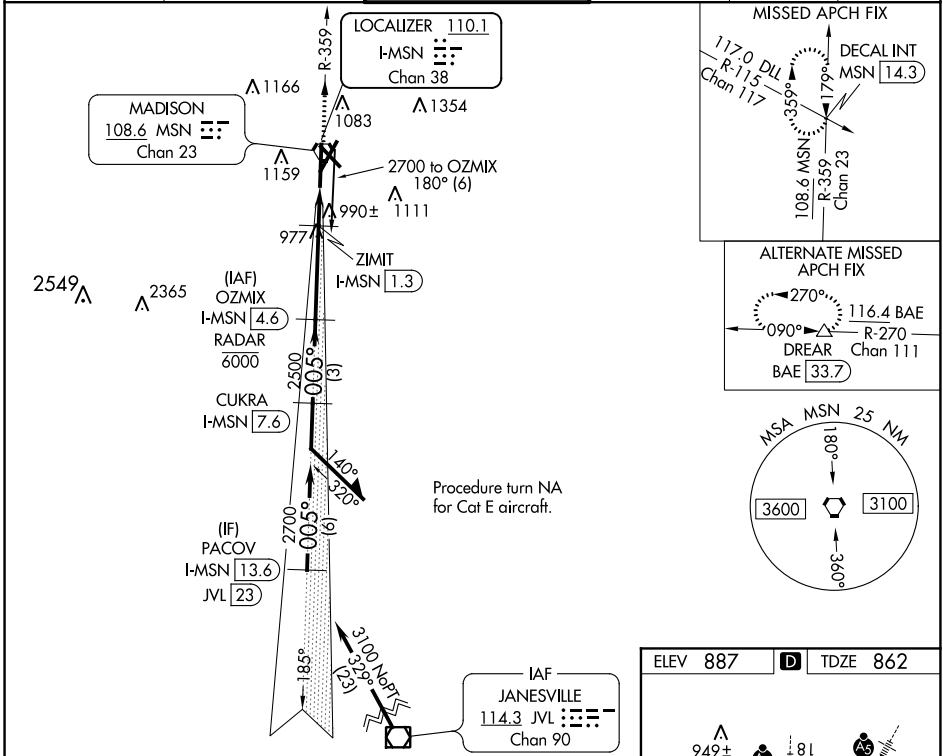 LOCALIZER 110.1
I-MSN
Chan 38
R-359
1166
1083
1354
MADISON
108.6 MSN
Chan 23
1159
2700 to OZMIX
180° (6)
990±
1111
977
ZIMIT
I-MSN 1.3
2549
2365
(IAF)
OZMIX
I-MSN 4.6
RADAR
6000
2500
005°
(3)
CUKRA
I-MSN 7.6
140°
320°
Procedure turn NA
for Cat E aircraft.
2700
005°
(6)
(IF)
PACOV
I-MSN 13.6
JVL 23
185°
3100 NoPT
329°
(23)
IAF
JANESVILLE
114.3 JVL
Chan 90
MISSED APCH FIX
117.0 DLL
R-115
Chan 117
359°
179°
DECAL INT
MSN 14.3
108.6 MSN
R-359
Chan 23
ALTERNATE MISSED
APCH FIX
270°
090°
116.4 BAE
R-270
Chan 111
DREAR
BAE 33.7
MSA MSN 25 NM
180°
3600
3100
360°
ELEV 887
D
TDZE 862
949±
18
A5